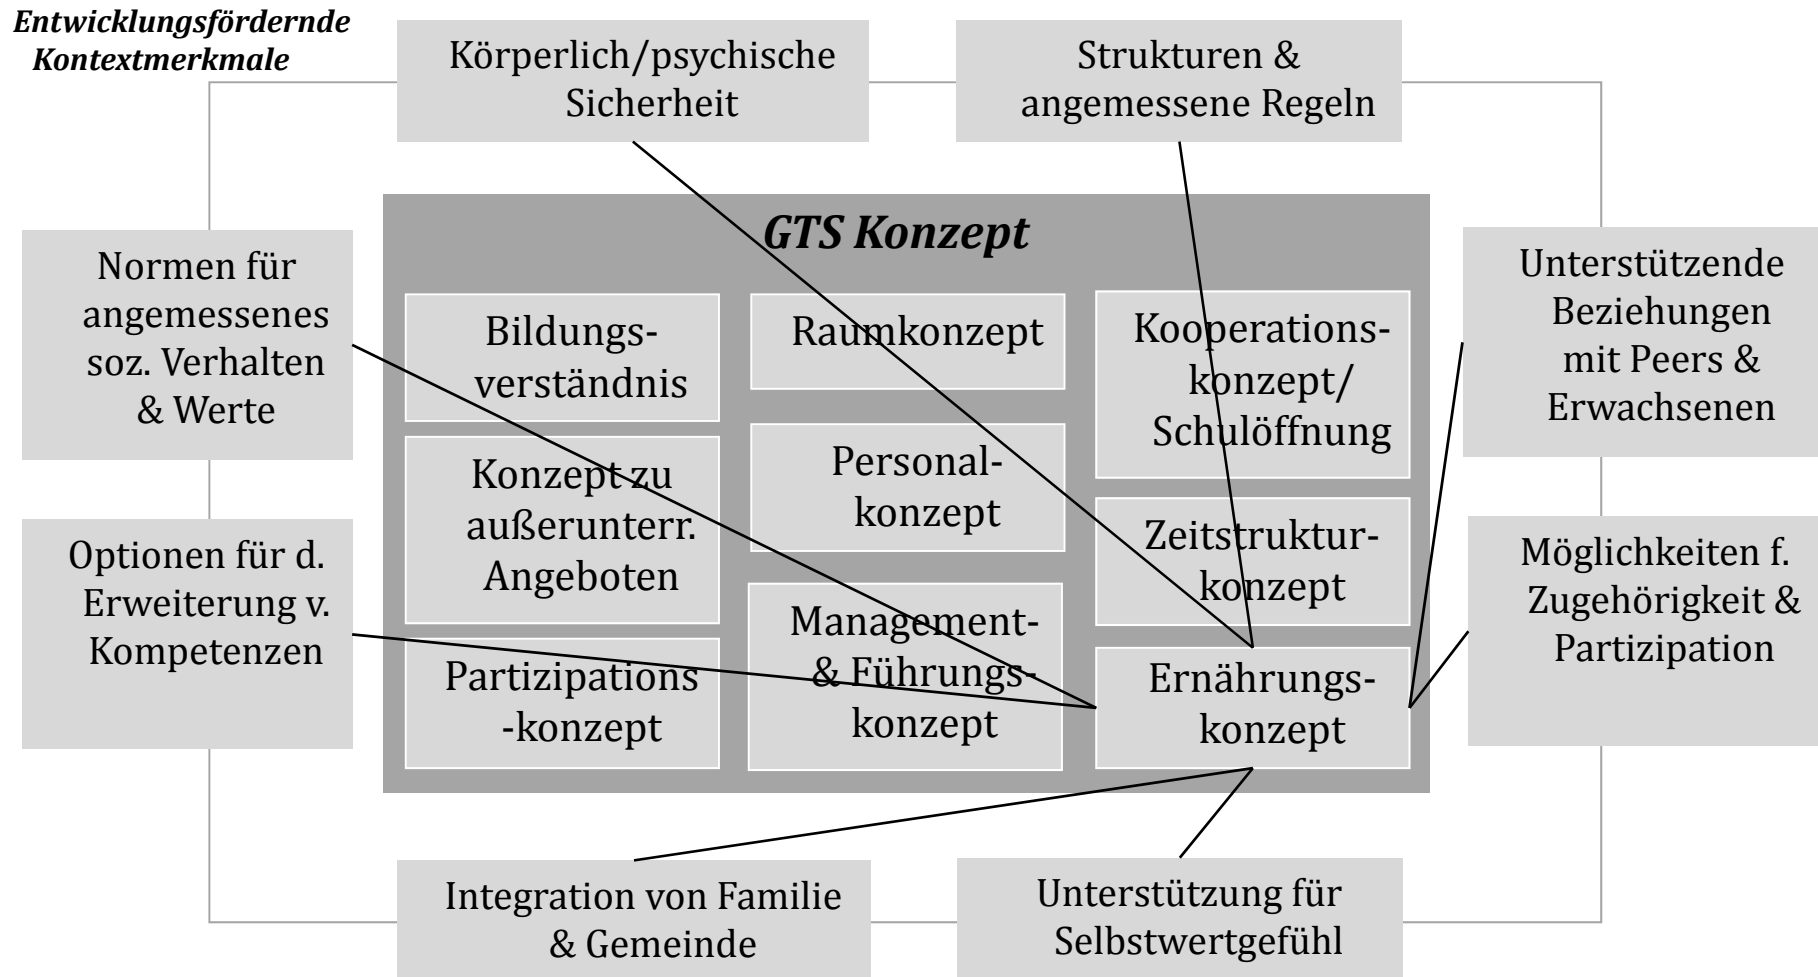 Entwicklungsfördernde
Kontextmerkmale
Körperlich/psychische
Sicherheit
Strukturen &
angemessene Regeln
GTS Konzept
Normen für
angemessenes
soz. Verhalten
& Werte
Optionen für d.
Erweiterung v.
Kompetenzen
Bildungs-
verständnis
Konzept zu
außerunterr.
Angeboten
Partizipations
-konzept
Raumkonzept
Personal-
konzept
Management-
& Führungs-
konzept
Kooperations-
konzept/
Schulöffnung
Zeitstruktur-
konzept
Ernährungs-
konzept
Unterstützende
Beziehungen
mit Peers &
Erwachsenen
Möglichkeiten f.
Zugehörigkeit &
Partizipation
Integration von Familie
& Gemeinde
Unterstützung für
Selbstwertgefühl